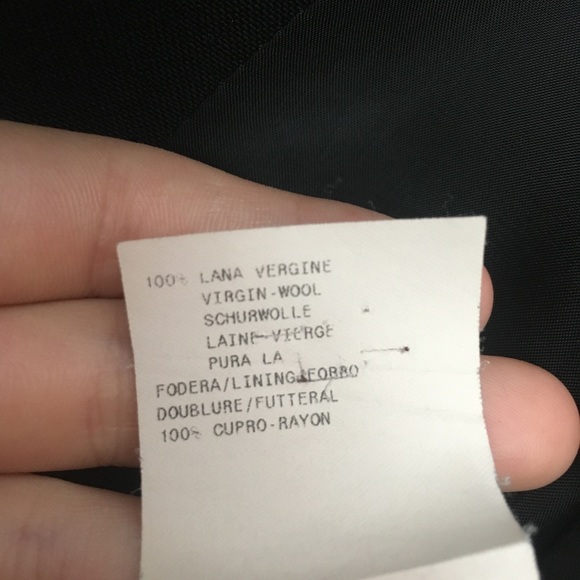 100% LANA VERGINE
VIRGIN-WOOL
SCHURWOLLE
LAINE-VIERGE
PURA LA
FODERA/LINING&FORRO
DOUBLURE/FUTTERAL
100% CUPRO-RAYON